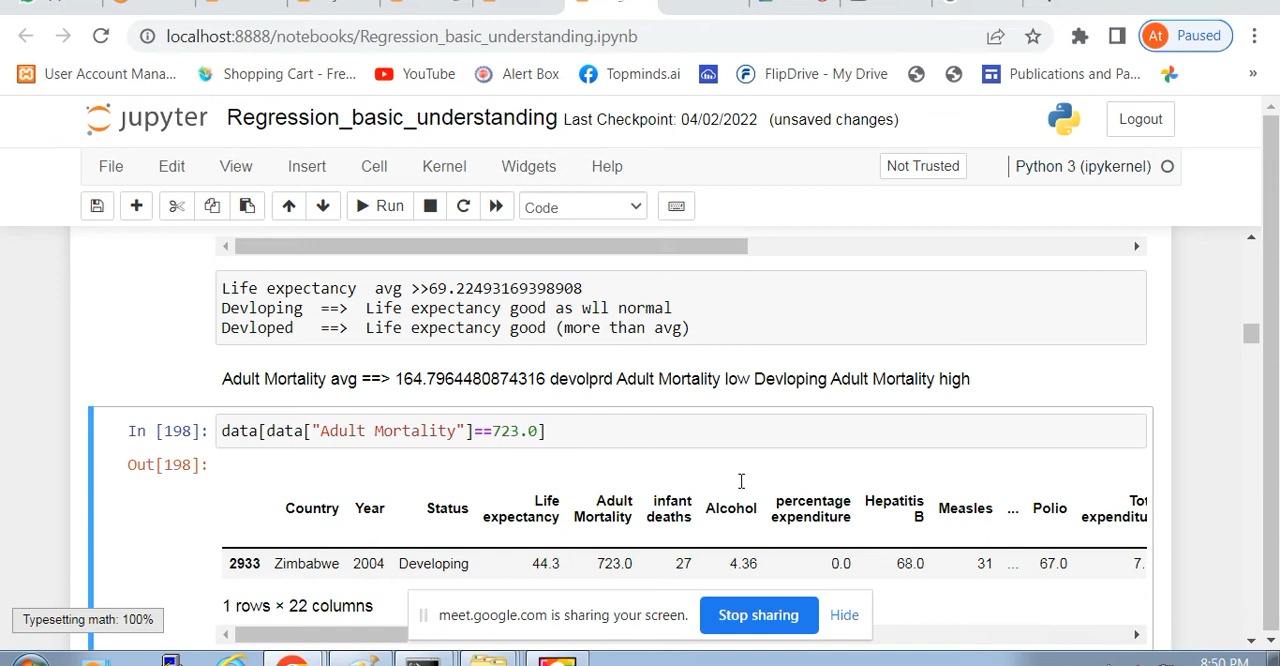 localhost:8888/notebooks/Regression_basic_understanding.ipynb
At Paused
User Account Mana... Shopping Cart - Fre... YouTube Alert Box Topminds.ai FlipDrive - My Drive Publications and Pa... »
jupyter Regression_basic_understanding Last Checkpoint: 04/02/2022 (unsaved changes) Logout
File Edit View Insert Cell Kernel Widgets Help Not Trusted Python 3 (ipykernel)
Run Code
Life expectancy avg >>69.22493169398908
Devloping ==> Life expectancy good as wll normal
Devloped ==> Life expectancy good (more than avg)
Adult Mortality avg ==> 164.7964480874316 devolprd Adult Mortality low Devloping Adult Mortality high
In [198]: data[data["Adult Mortality"]==723.0]
Out[198]:
Country Year Status Life expectancy Adult Mortality infant deaths Alcohol percentage expenditure Hepatitis B Measles ... Polio Tot expenditu
2933 Zimbabwe 2004 Developing 44.3 723.0 27 4.36 0.0 68.0 31 ... 67.0 7.
1 rows × 22 columns
meet.google.com is sharing your screen. Stop sharing Hide
Typesetting math: 100%
8:50 PM